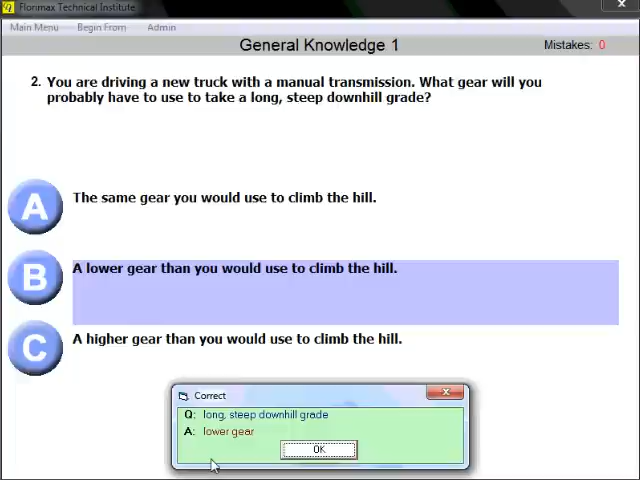 Florimax Technical Institute
Main Menu Begin From Admin
General Knowledge 1 Mistakes: 0
2. You are driving a new truck with a manual transmission. What gear will you
probably have to use to take a long, steep downhill grade?
A The same gear you would use to climb the hill.
B A lower gear than you would use to climb the hill.
C A higher gear than you would use to climb the hill.
Correct
Q: long, steep downhill grade
A: lower gear
OK